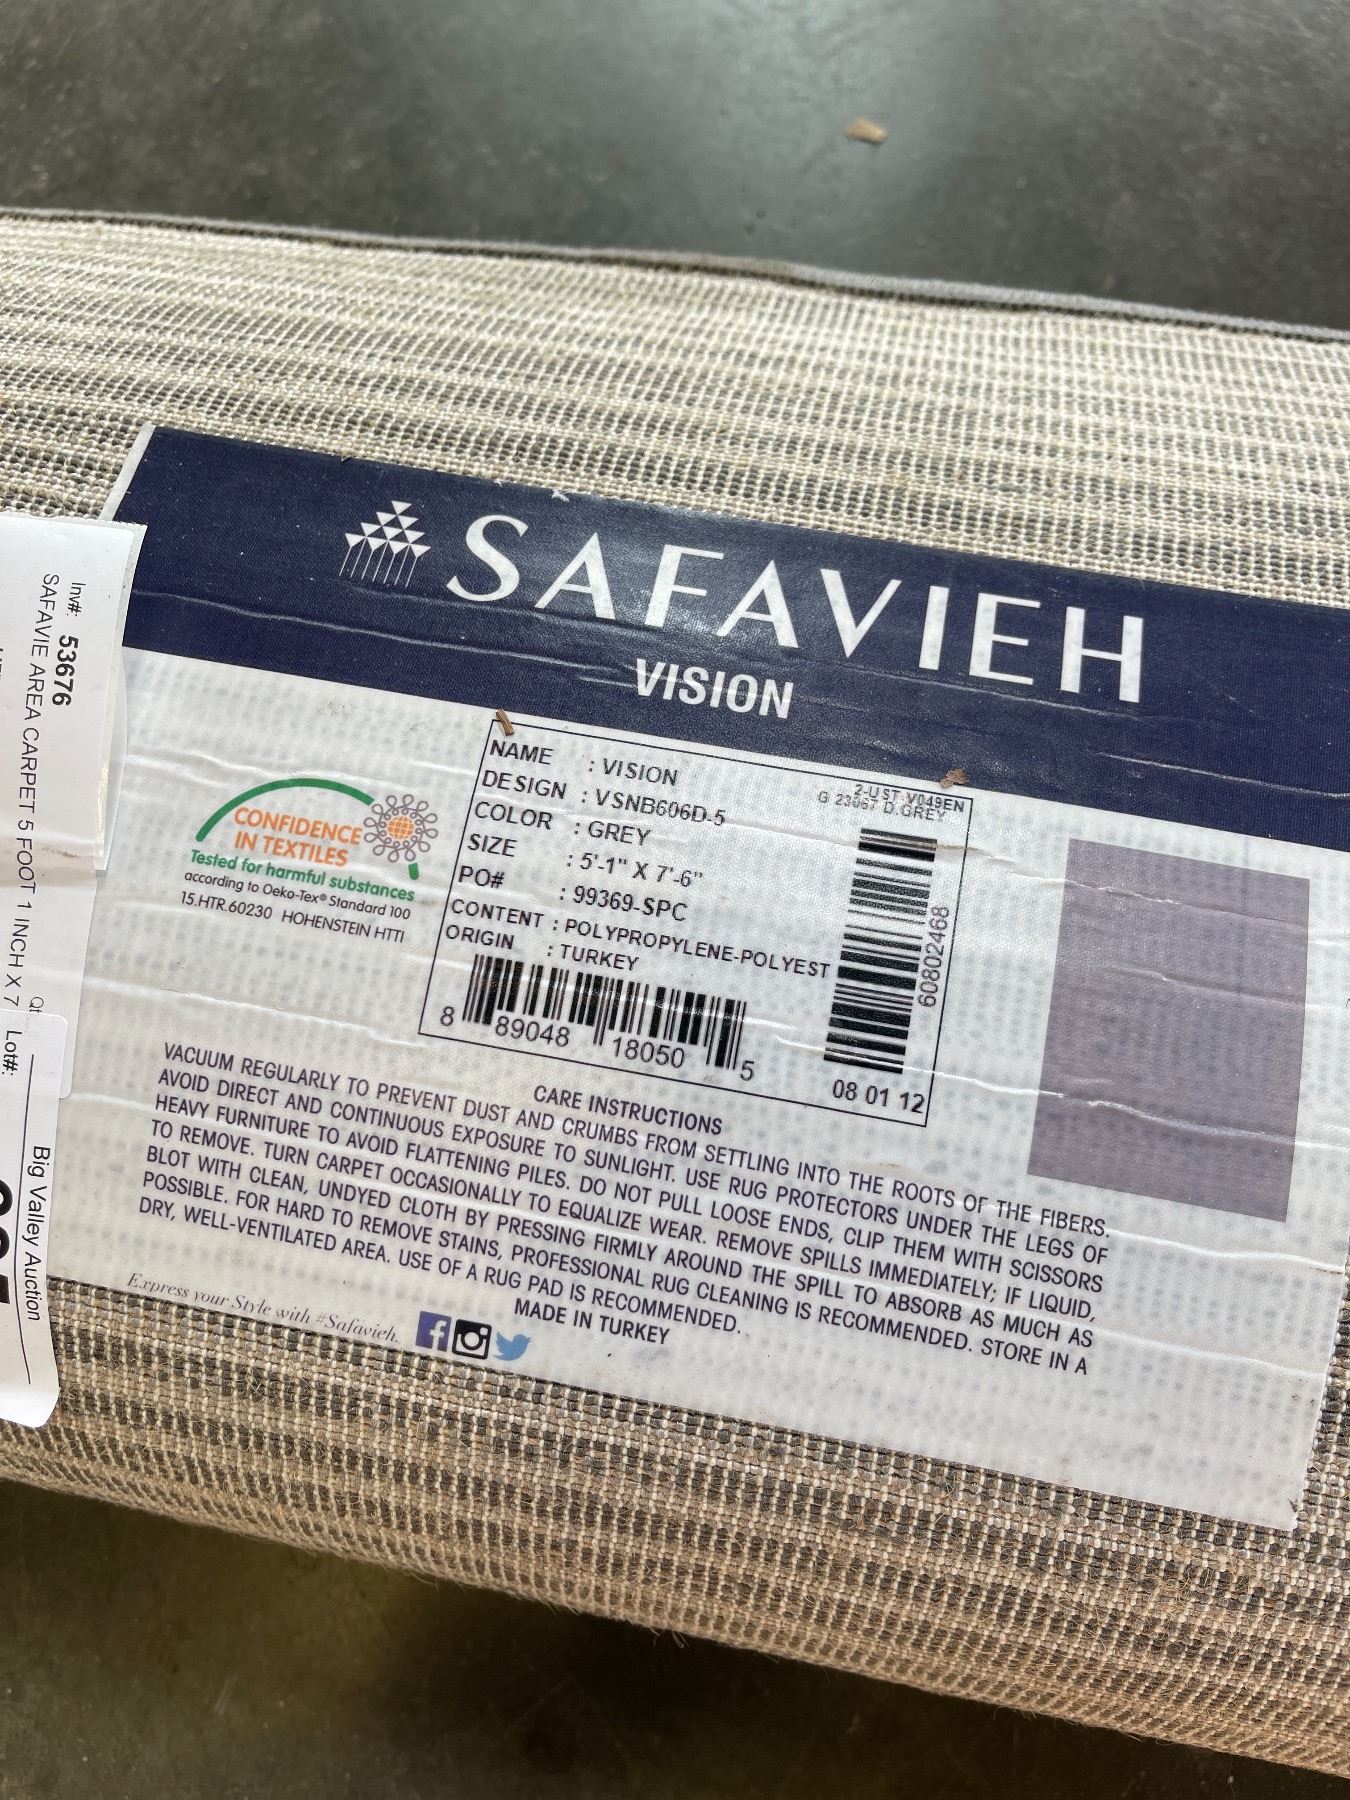 SAFAVIEH
VISION
NAME : VISION
DESIGN : VSNB606D-5
COLOR : GREY
SIZE : 5'-1" X 7'-6"
PO# : 99369-SPC
CONTENT : POLYPROPYLENE-POLYEST
ORIGIN : TURKEY
8 89048 18050 5
2-UST-V049EN
G 23067 D.GREY
60802468
08 01 12
CONFIDENCE
IN TEXTILES
Tested for harmful substances
according to Oeko-Tex® Standard 100
15.HTR.60230 HOHENSTEIN HTTI
CARE INSTRUCTIONS
VACUUM REGULARLY TO PREVENT DUST AND CRUMBS FROM SETTLING INTO THE ROOTS OF THE FIBERS.
AVOID DIRECT AND CONTINUOUS EXPOSURE TO SUNLIGHT. USE RUG PROTECTORS UNDER THE LEGS OF
HEAVY FURNITURE TO AVOID FLATTENING PILES. DO NOT PULL LOOSE ENDS, CLIP THEM WITH SCISSORS
TO REMOVE. TURN CARPET OCCASIONALLY TO EQUALIZE WEAR. REMOVE SPILLS IMMEDIATELY; IF LIQUID,
BLOT WITH CLEAN, UNDYED CLOTH BY PRESSING FIRMLY AROUND THE SPILL TO ABSORB AS MUCH AS
POSSIBLE. FOR HARD TO REMOVE STAINS, PROFESSIONAL RUG CLEANING IS RECOMMENDED. STORE IN A
DRY, WELL-VENTILATED AREA. USE OF A RUG PAD IS RECOMMENDED.
MADE IN TURKEY
Express your Style with #Safavieh.
Inv#: 53676
SAFAVIE AREA CARPET 5 FOOT 1 INCH X 7
Lot#:
Big Valley Auction